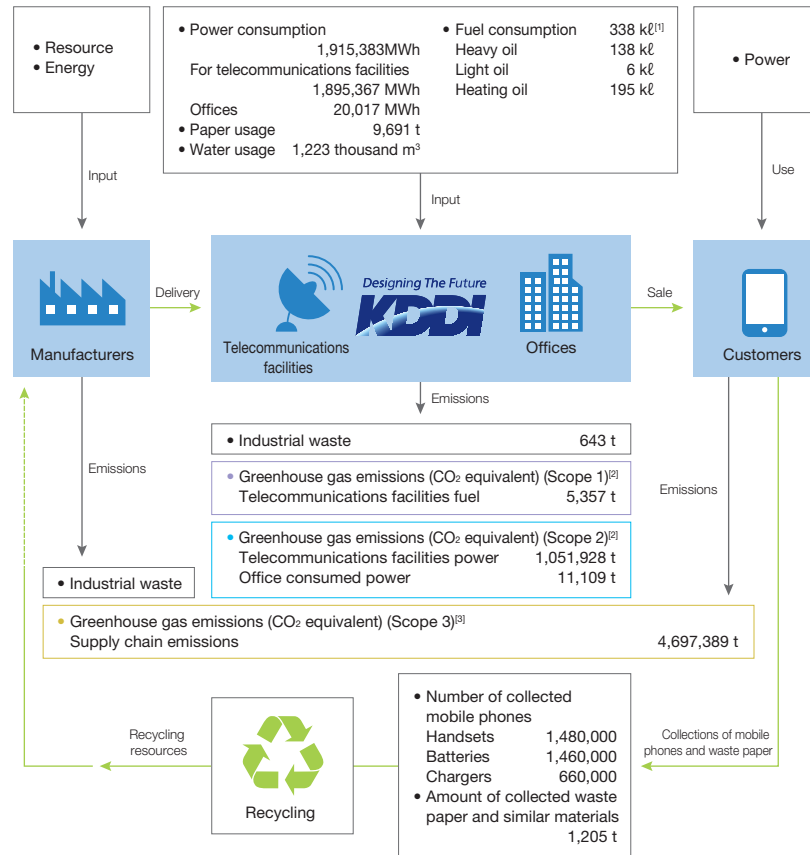 • Resource
• Energy
• Power consumption
1,915,383MWh
For telecommunications facilities
1,895,367 MWh
Offices 20,017 MWh
• Paper usage 9,691 t
• Water usage 1,223 thousand m³
• Fuel consumption 338 kℓ[1]
Heavy oil 138 kℓ
Light oil 6 kℓ
Heating oil 195 kℓ
• Power
Input
Input
Use
Manufacturers
Delivery
Designing The Future
KDDI
Telecommunications
facilities
Offices
Sale
Customers
Emissions
Emissions
Emissions
• Industrial waste 643 t
• Greenhouse gas emissions (CO₂ equivalent) (Scope 1)[2]
Telecommunications facilities fuel 5,357 t
• Greenhouse gas emissions (CO₂ equivalent) (Scope 2)[2]
Telecommunications facilities power 1,051,928 t
Office consumed power 11,109 t
• Industrial waste
• Greenhouse gas emissions (CO₂ equivalent) (Scope 3)[3]
Supply chain emissions 4,697,389 t
Recycling
resources
Recycling
• Number of collected
mobile phones
Handsets 1,480,000
Batteries 1,460,000
Chargers 660,000
• Amount of collected waste
paper and similar materials
1,205 t
Collections of mobile
phones and waste paper